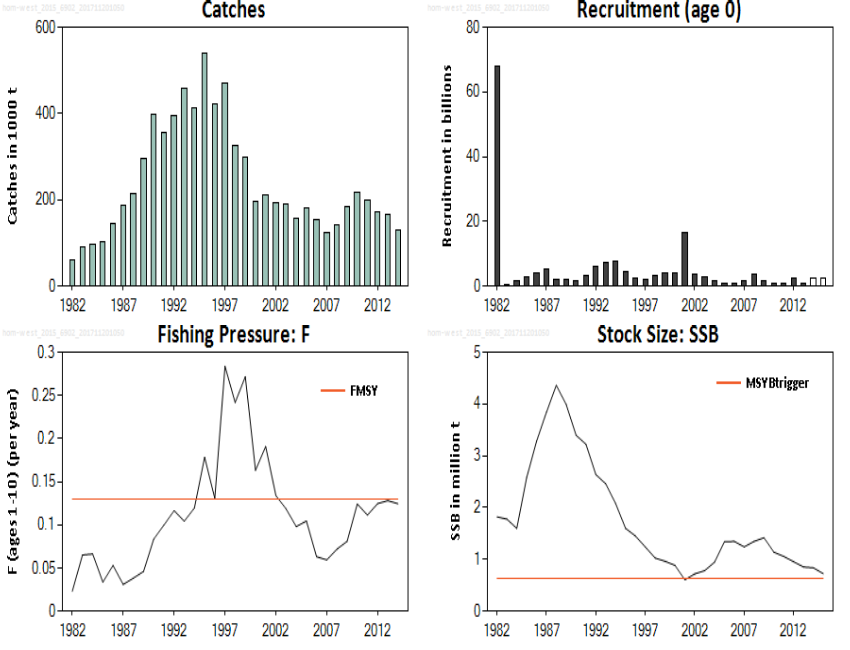 hom-west_2015_6902_201711201050
Catches
Catches in 1000 t
600
400
200
0
1982 1987 1992 1997 2002 2007 2012
hom-west_2015_6902_201711201050
Recruitment (age 0)
Recruitment in billions
80
60
40
20
0
1982 1987 1992 1997 2002 2007 2012
hom-west_2015_6902_201711201050
Fishing Pressure: F
F (ages 1 -10) (per year)
0.3
0.25
0.2
0.15
0.1
0.05
0
FMSY
1982 1987 1992 1997 2002 2007 2012
hom-west_2015_6902_201711201050
Stock Size: SSB
SSB in million t
5
4
3
2
1
0
MSYBtrigger
1982 1987 1992 1997 2002 2007 2012